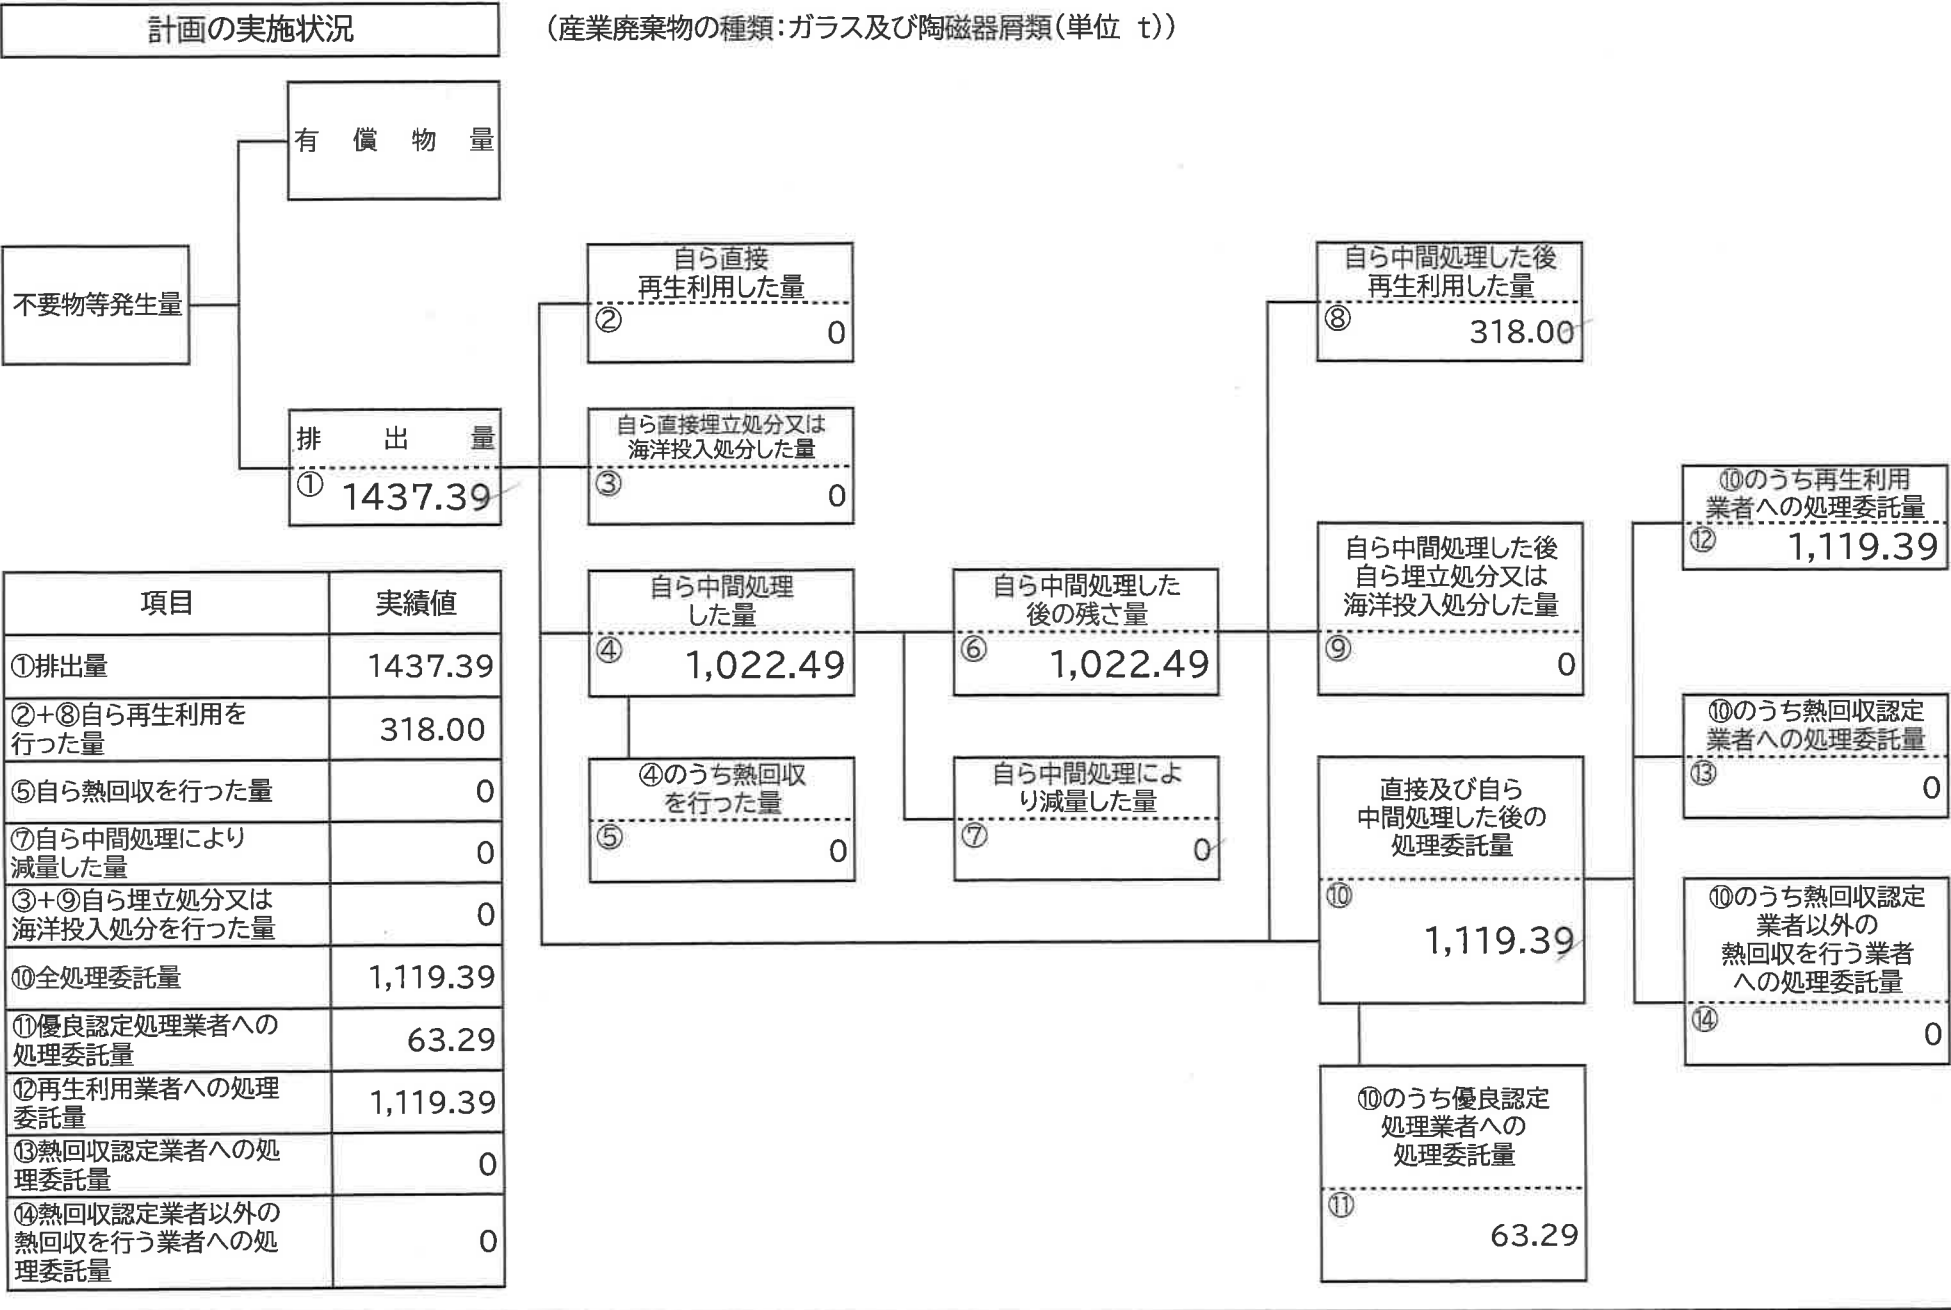 計画の実施状況
（産業廃棄物の種類：ガラス及び陶磁器屑類（単位 t））
有償物量
不要物等発生量
排出量
① 1437.39
自ら直接
再生利用した量
② 0
自ら直接埋立処分又は
海洋投入処分した量
③ 0
自ら中間処理
した量
④ 1,022.49
④のうち熱回収
を行った量
⑤ 0
自ら中間処理した
後の残さ量
⑥ 1,022.49
自ら中間処理によ
り減量した量
⑦ 0
自ら中間処理した後
再生利用した量
⑧ 318.00
自ら中間処理した後
自ら埋立処分又は
海洋投入処分した量
⑨ 0
直接及び自ら
中間処理した後の
処理委託量
⑩
1,119.39
⑩のうち優良認定
処理業者への
処理委託量
⑪
63.29
⑩のうち再生利用
業者への処理委託量
⑫ 1,119.39
⑩のうち熱回収認定
業者への処理委託量
⑬ 0
⑩のうち熱回収認定
業者以外の
熱回収を行う業者
への処理委託量
⑭ 0
項目 実績値
①排出量 1437.39
②＋⑧自ら再生利用を
行った量 318.00
⑤自ら熱回収を行った量 0
⑦自ら中間処理により
減量した量 0
③＋⑨自ら埋立処分又は
海洋投入処分を行った量 0
⑩全処理委託量 1,119.39
⑪優良認定処理業者への
処理委託量 63.29
⑫再生利用業者への処理
委託量 1,119.39
⑬熱回収認定業者への処
理委託量 0
⑭熱回収認定業者以外の
熱回収を行う業者への処
理委託量 0